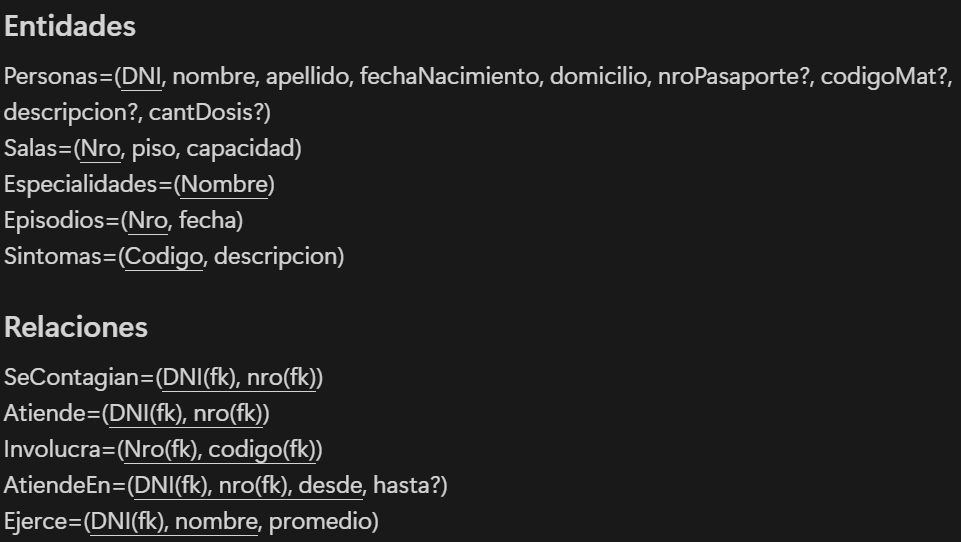 Entidades
Personas=(DNI, nombre, apellido, fechaNacimiento, domicilio, nroPasaporte?, codigoMat?,
descripcion?, cantDosis?)
Salas=(Nro, piso, capacidad)
Especialidades=(Nombre)
Episodios=(Nro, fecha)
Sintomas=(Codigo, descripcion)
Relaciones
SeContagian=(DNI(fk), nro(fk))
Atiende=(DNI(fk), nro(fk))
Involucra=(Nro(fk), codigo(fk))
AtiendeEn=(DNI(fk), nro(fk), desde, hasta?)
Ejerce=(DNI(fk), nombre, promedio)